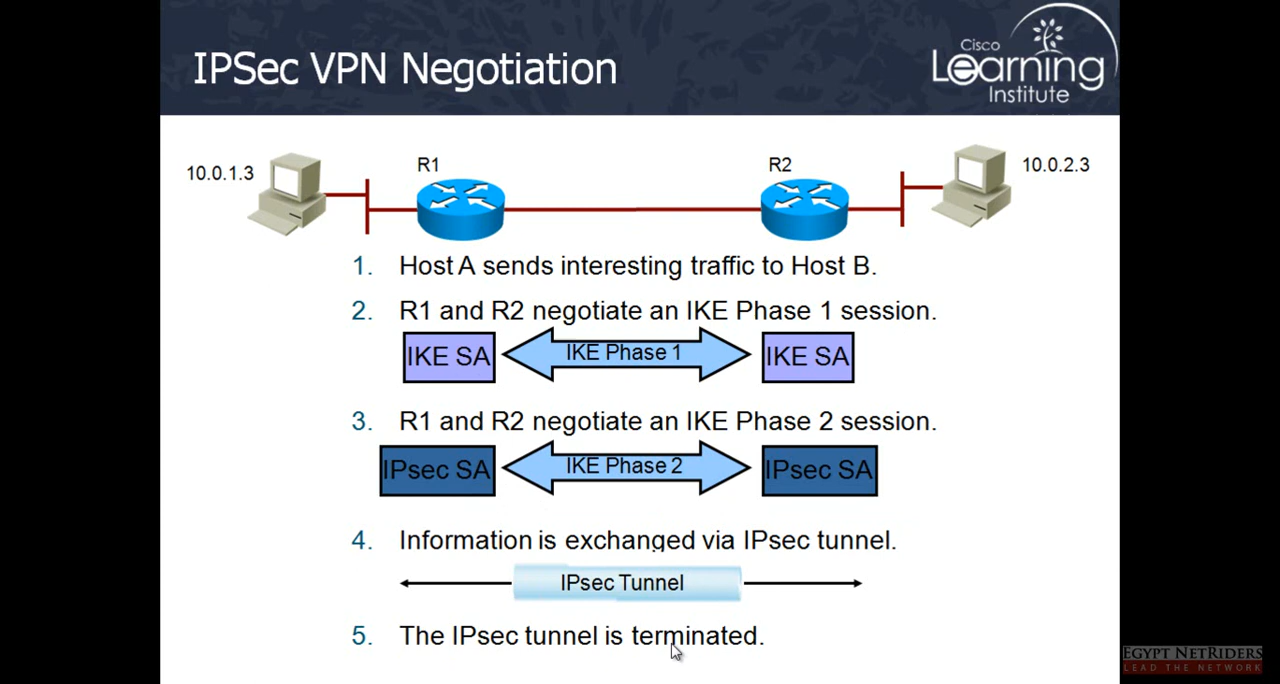 IPSec VPN Negotiation
Cisco
Learning
Institute
10.0.1.3
R1
R2
10.0.2.3
1. Host A sends interesting traffic to Host B.
2. R1 and R2 negotiate an IKE Phase 1 session.
IKE SA
IKE Phase 1
IKE SA
3. R1 and R2 negotiate an IKE Phase 2 session.
IPsec SA
IKE Phase 2
IPsec SA
4. Information is exchanged via IPsec tunnel.
IPsec Tunnel
5. The IPsec tunnel is terminated.
EGYPT NETRIDERS
LEAD THE NETWORK